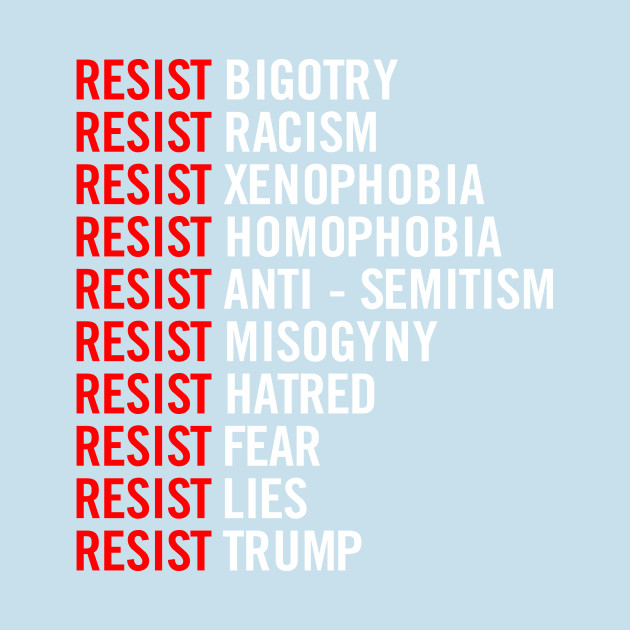 RESIST BIGOTRY
RESIST RACISM
RESIST XENOPHOBIA
RESIST HOMOPHOBIA
RESIST ANTI - SEMITISM
RESIST MISOGYNY
RESIST HATRED
RESIST FEAR
RESIST LIES
RESIST TRUMP